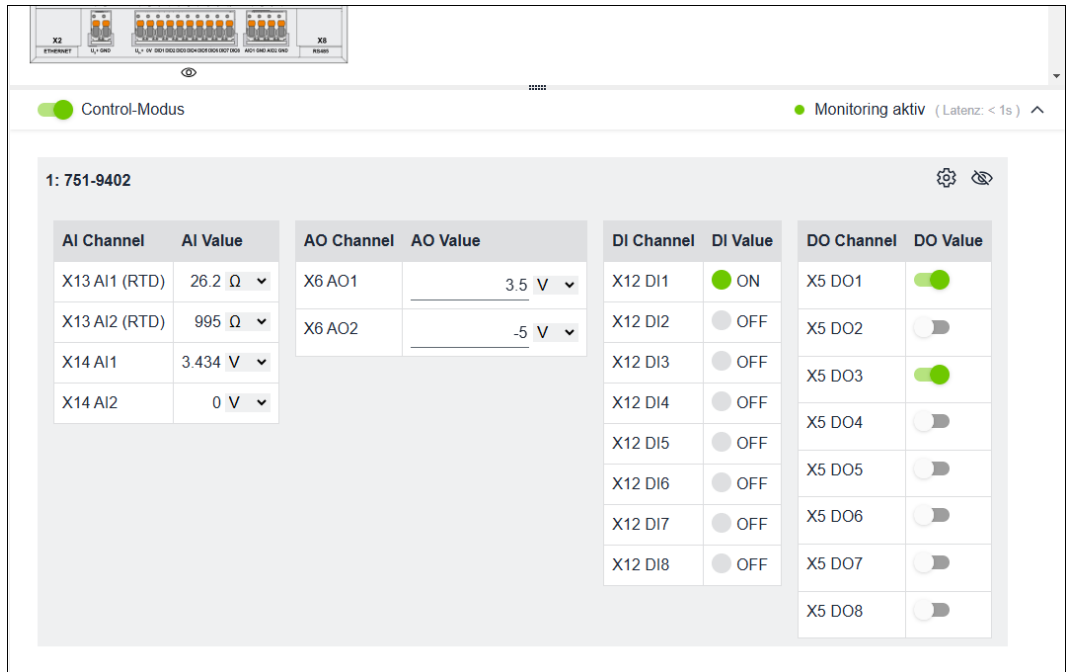 X2
ETHERNET
X8
RS485
Control-Modus
Monitoring aktiv ( Latenz: < 1s )
1: 751-9402
AI Channel AI Value
X13 AI1 (RTD) 26.2 Ω
X13 AI2 (RTD) 995 Ω
X14 AI1 3.434 V
X14 AI2 0 V
AO Channel AO Value
X6 AO1 3.5 V
X6 AO2 -5 V
DI Channel DI Value
X12 DI1 ON
X12 DI2 OFF
X12 DI3 OFF
X12 DI4 OFF
X12 DI5 OFF
X12 DI6 OFF
X12 DI7 OFF
X12 DI8 OFF
DO Channel DO Value
X5 DO1
X5 DO2
X5 DO3
X5 DO4
X5 DO5
X5 DO6
X5 DO7
X5 DO8